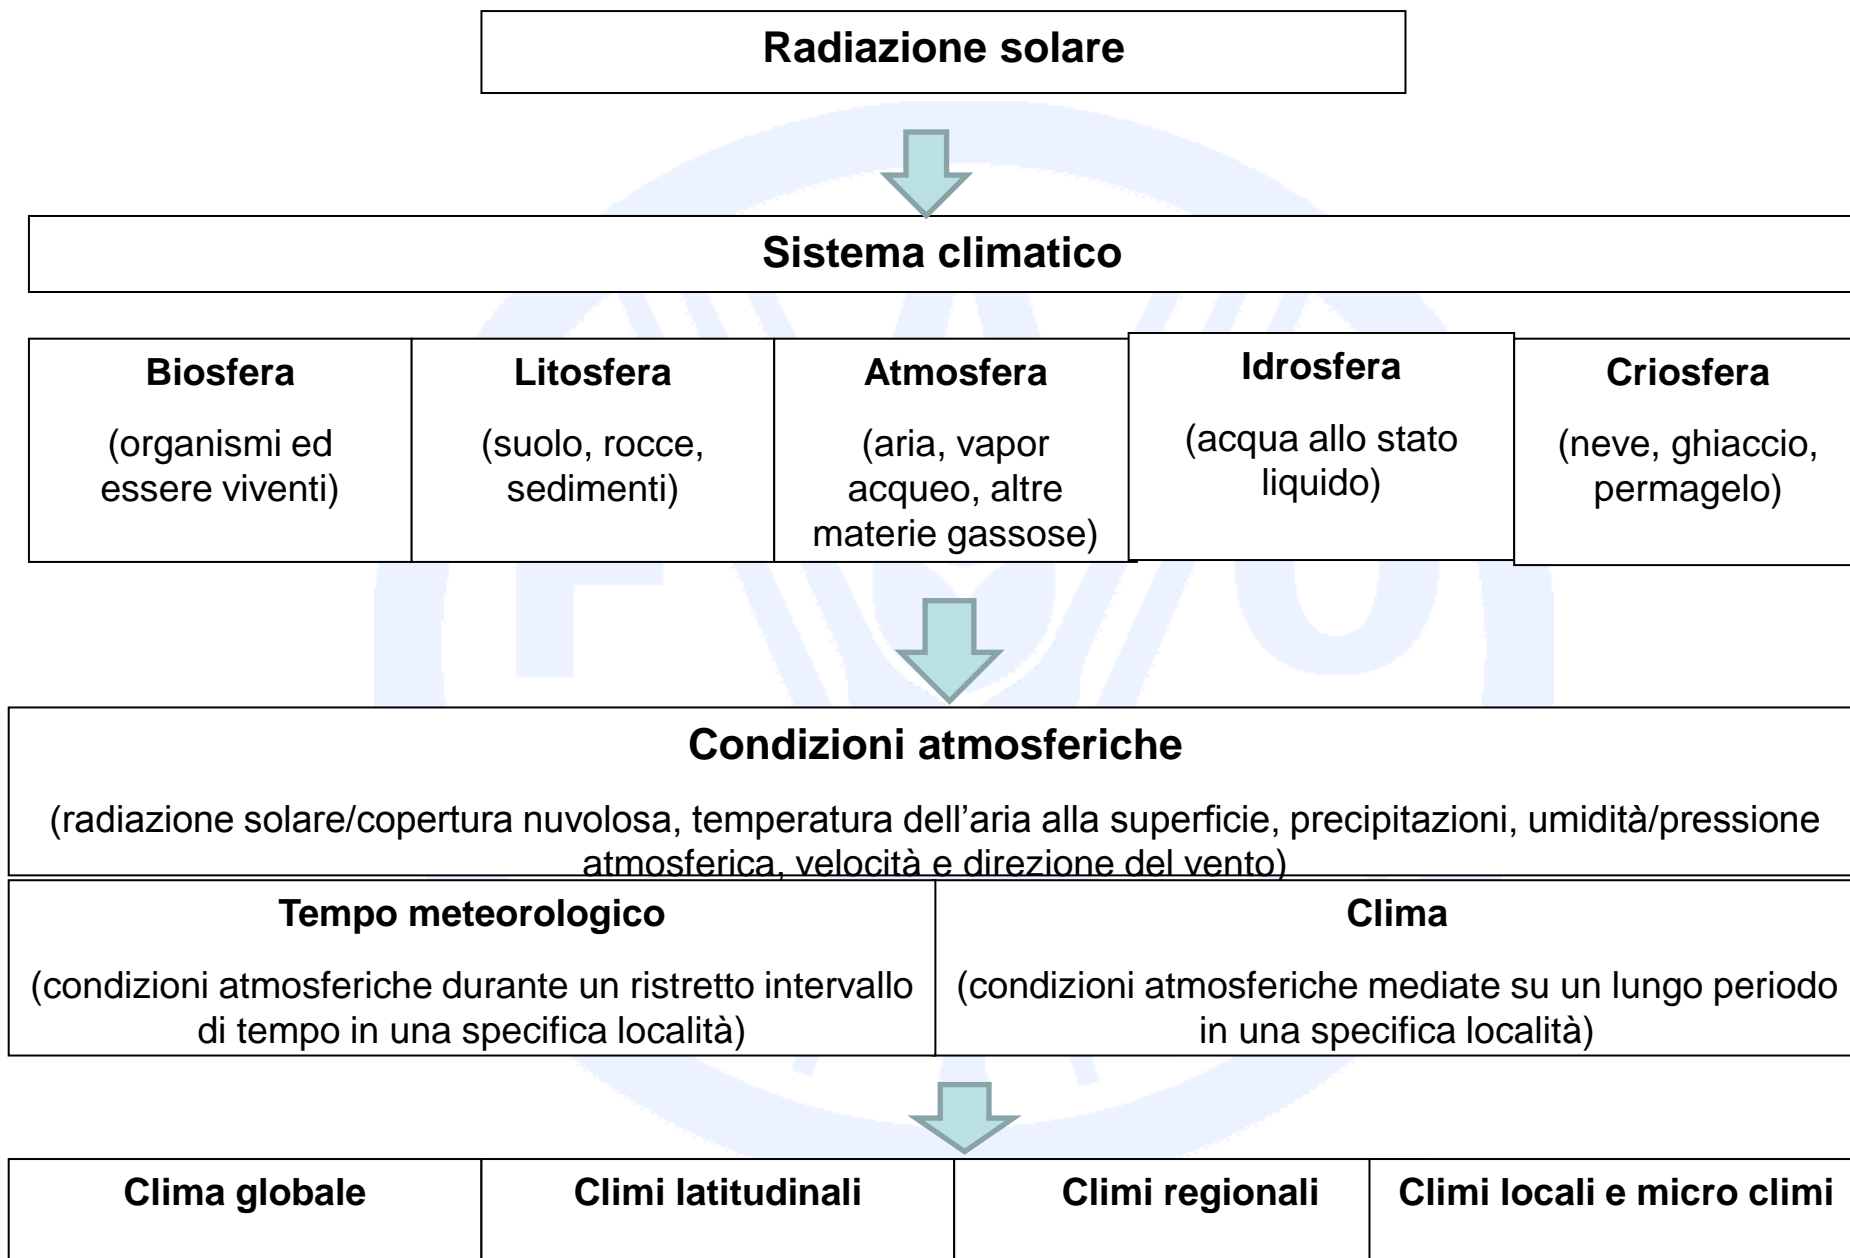 Radiazione solare
Sistema climatico
Biosfera
(organismi ed
essere viventi)
Litosfera
(suolo, rocce,
sedimenti)
Atmosfera
(aria, vapor
acqueo, altre
materie gassose)
Idrosfera
(acqua allo stato
liquido)
Criosfera
(neve, ghiaccio,
permagelo)
Condizioni atmosferiche
(radiazione solare/copertura nuvolosa, temperatura dell’aria alla superficie, precipitazioni, umidità/pressione
atmosferica, velocità e direzione del vento)
Tempo meteorologico
(condizioni atmosferiche durante un ristretto intervallo
di tempo in una specifica località)
Clima
(condizioni atmosferiche mediate su un lungo periodo
in una specifica località)
Clima globale
Climi latitudinali
Climi regionali
Climi locali e micro climi